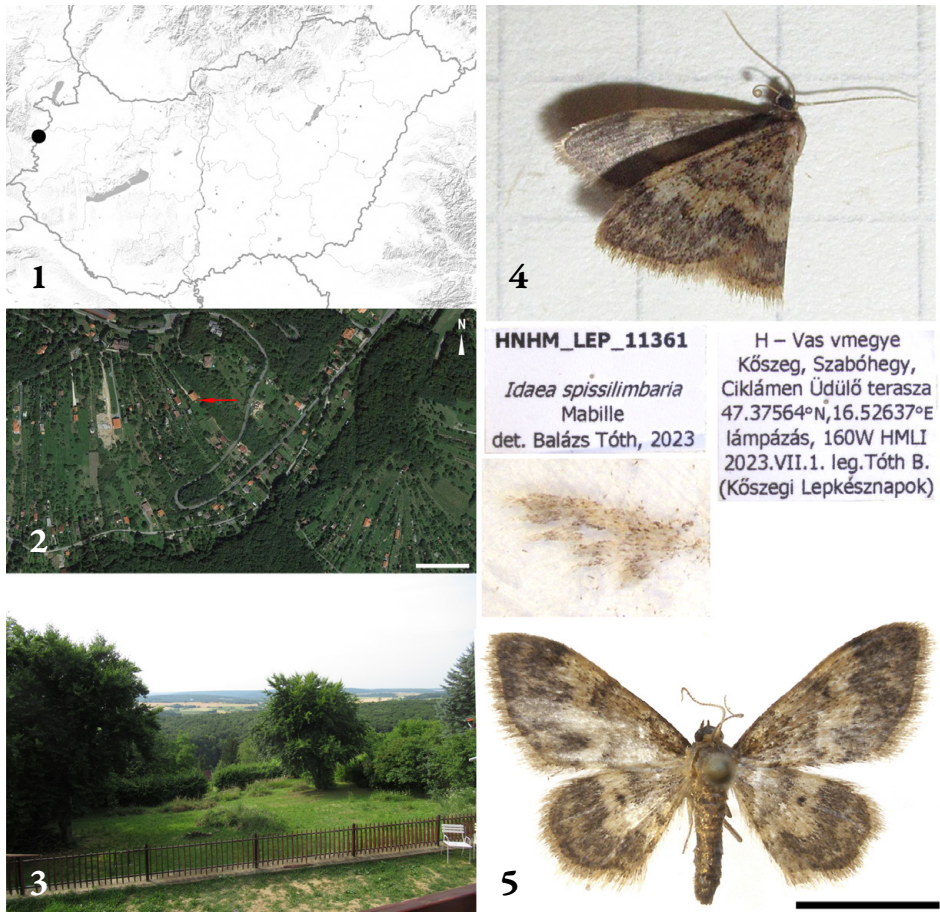 1
2
N
3
4
HNHM_LEP_11361
Idaea spissilimbaria
Mabille
det. Balázs Tóth, 2023
H – Vas vmegye
Kőszeg, Szabóhegy,
Ciklámen Üdülő terasza
47.37564°N,16.52637°E
lámpázás, 160W HMLI
2023.VII.1. leg.Tóth B.
(Kőszegi Lepkésznapok)
5